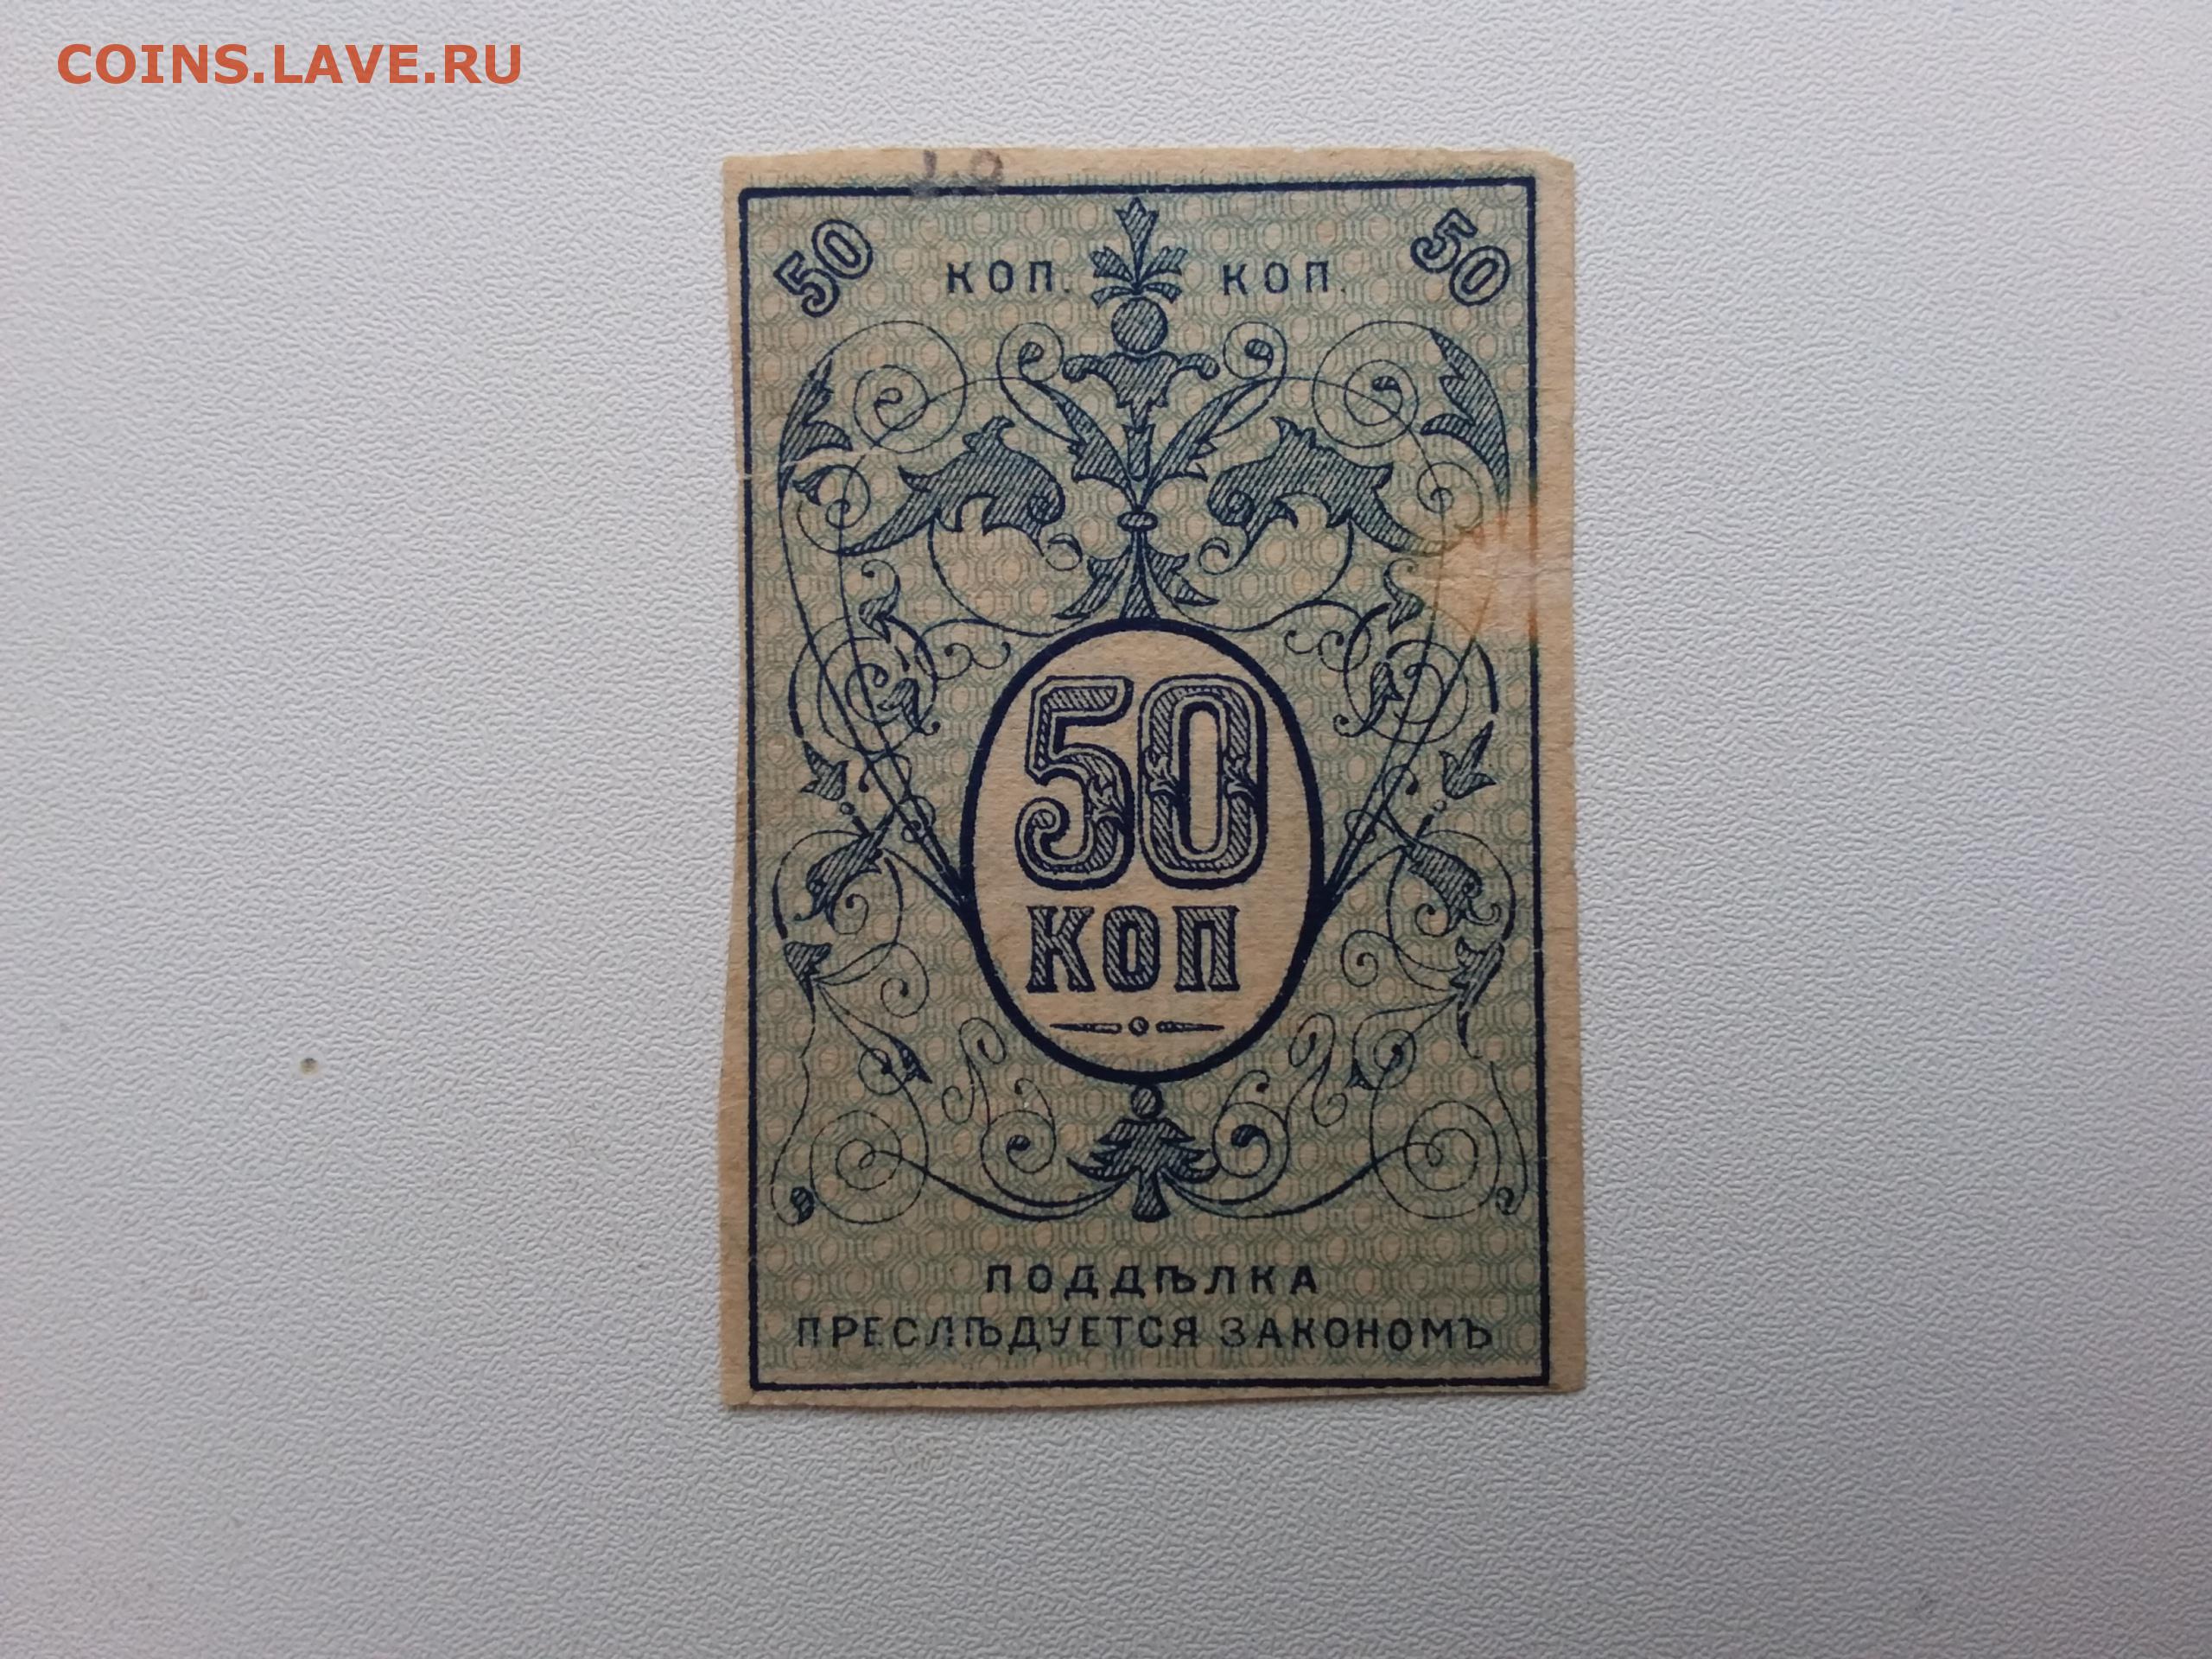 COINS.LAVE.RU
50 КОП. КОП. 50
50
КОП
ПОДДѢЛКА
ПРЕСЛѢДУЕТСЯ ЗАКОНОМЪ